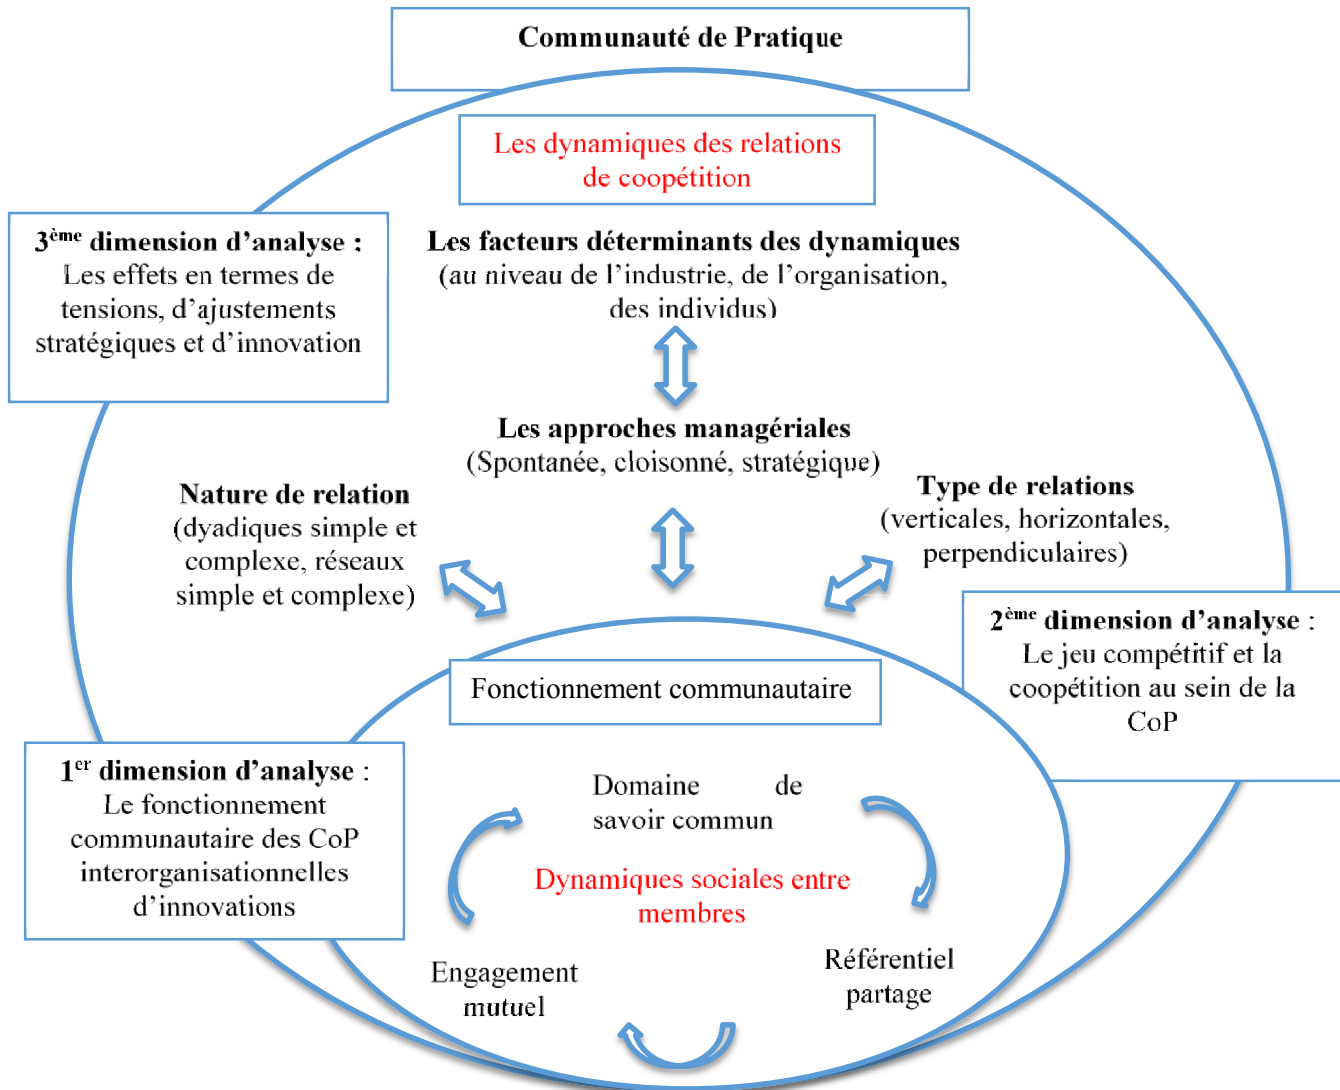 Communauté de Pratique
Les dynamiques des relations
de coopétition
3ème dimension d’analyse :
Les effets en termes de
tensions, d’ajustements
stratégiques et d’innovation
Les facteurs déterminants des dynamiques
(au niveau de l’industrie, de l’organisation,
des individus)
Les approches managériales
(Spontanée, cloisonné, stratégique)
Nature de relation
(dyadiques simple et
complexe, réseaux
simple et complexe)
Type de relations
(verticales, horizontales,
perpendiculaires)
2ème dimension d’analyse :
Le jeu compétitif et la
coopétition au sein de la
CoP
Fonctionnement communautaire
1er dimension d’analyse :
Le fonctionnement
communautaire des CoP
interorganisationnelles
d’innovations
Domaine de
savoir commun
Dynamiques sociales entre
membres
Engagement
mutuel
Référentiel
partage